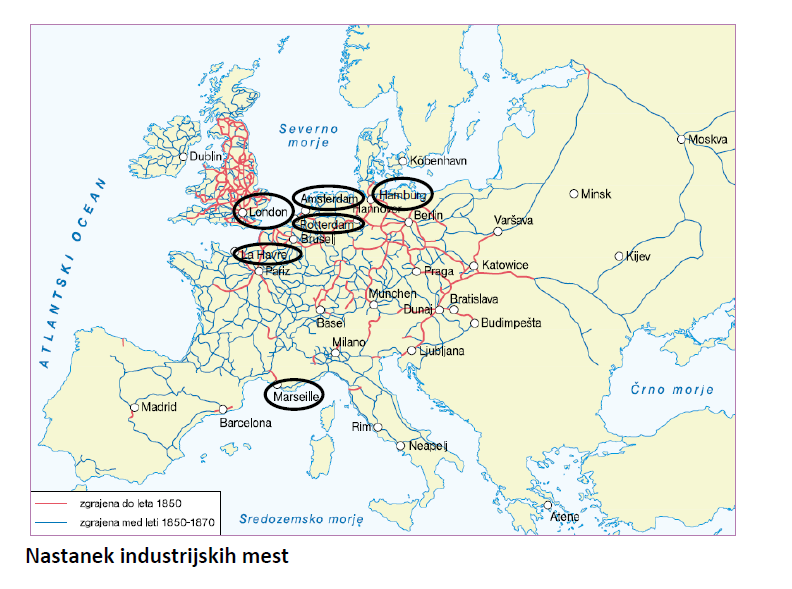 Severno
morje
Moskva
Dublin
København
Minsk
Amsterdam
Hamburg
Hannover
London
Berlin
Rotterdam
Varšava
Brušelj
La Havre
Kijev
Pariz
Praga
Katowice
ATLANTSKI OCEAN
München
Bratislava
Dunaj
Basel
Budimpešta
Milano
Ljubljana
Črno morje
Marseille
Madrid
Barcelona
Rim
Neapelj
zgrajena do leta 1850
zgrajena med leti 1850-1870
Sredozemsko morje
Atene
Nastanek industrijskih mest